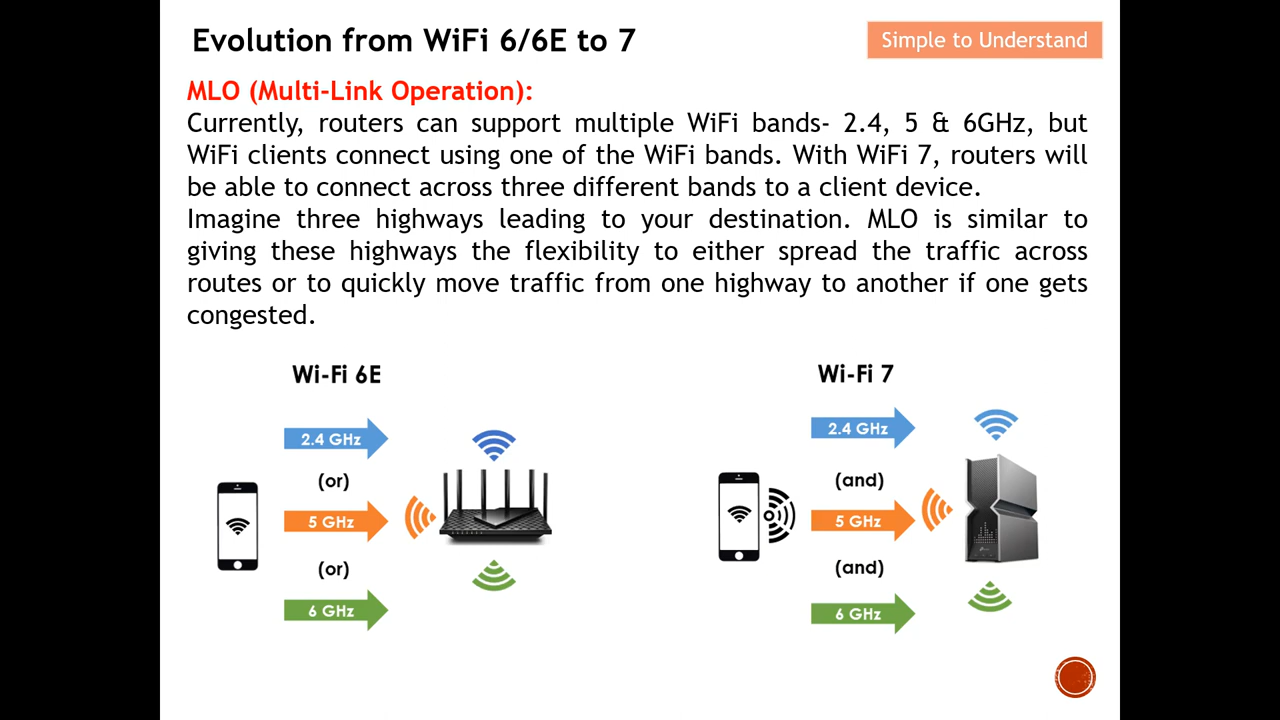 Evolution from WiFi 6/6E to 7
Simple to Understand
MLO (Multi-Link Operation):
Currently, routers can support multiple WiFi bands- 2.4, 5 & 6GHz, but
WiFi clients connect using one of the WiFi bands. With WiFi 7, routers will
be able to connect across three different bands to a client device.
Imagine three highways leading to your destination. MLO is similar to
giving these highways the flexibility to either spread the traffic across
routes or to quickly move traffic from one highway to another if one gets
congested.
Wi-Fi 6E
2.4 GHz
(or)
5 GHz
(or)
6 GHz
Wi-Fi 7
2.4 GHz
(and)
5 GHz
(and)
6 GHz